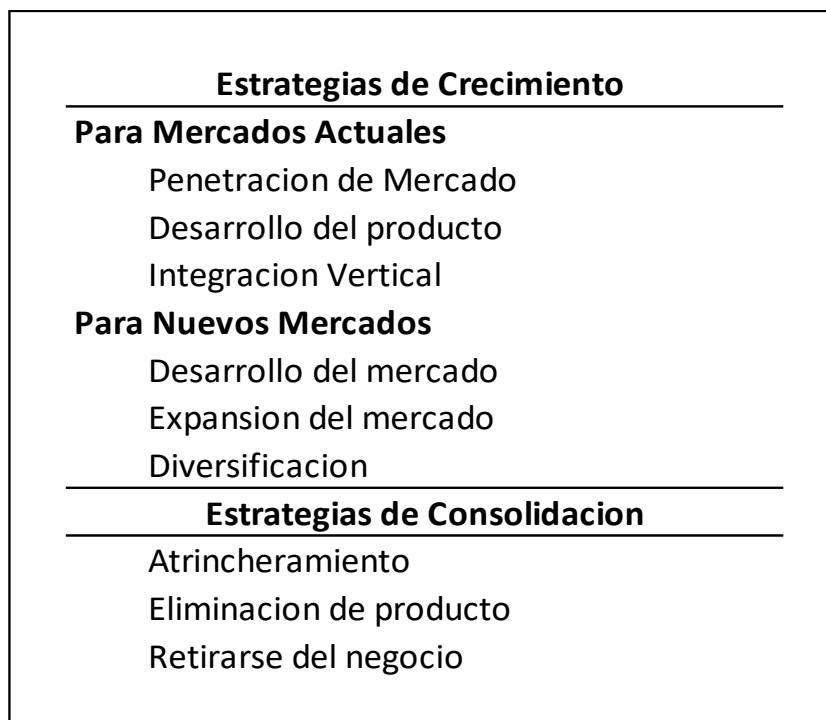 Estrategias de Crecimiento
Para Mercados Actuales
Penetracion de Mercado
Desarrollo del producto
Integracion Vertical
Para Nuevos Mercados
Desarrollo del mercado
Expansion del mercado
Diversificacion
Estrategias de Consolidacion
Atrincheramiento
Eliminacion de producto
Retirarse del negocio